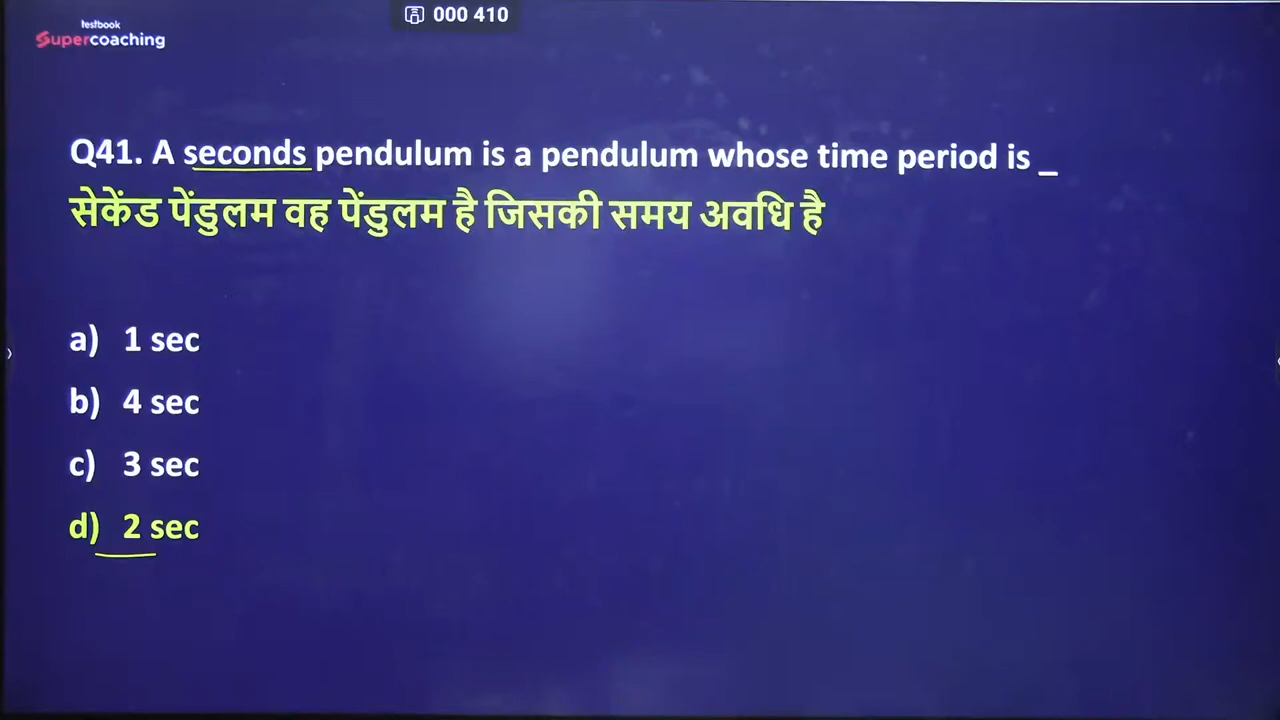 testbook
Supercoaching
000 410
Q41. A seconds pendulum is a pendulum whose time period is _
सेकेंड पेंडुलम वह पेंडुलम है जिसकी समय अवधि है
a) 1 sec
b) 4 sec
c) 3 sec
d) 2 sec